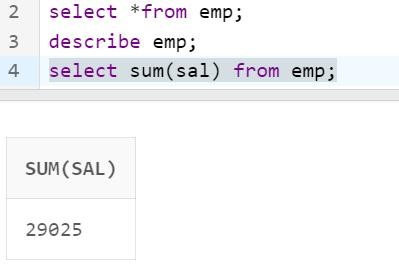 2 select *from emp;
3 describe emp;
4 select sum(sal) from emp;
SUM(SAL)
29025